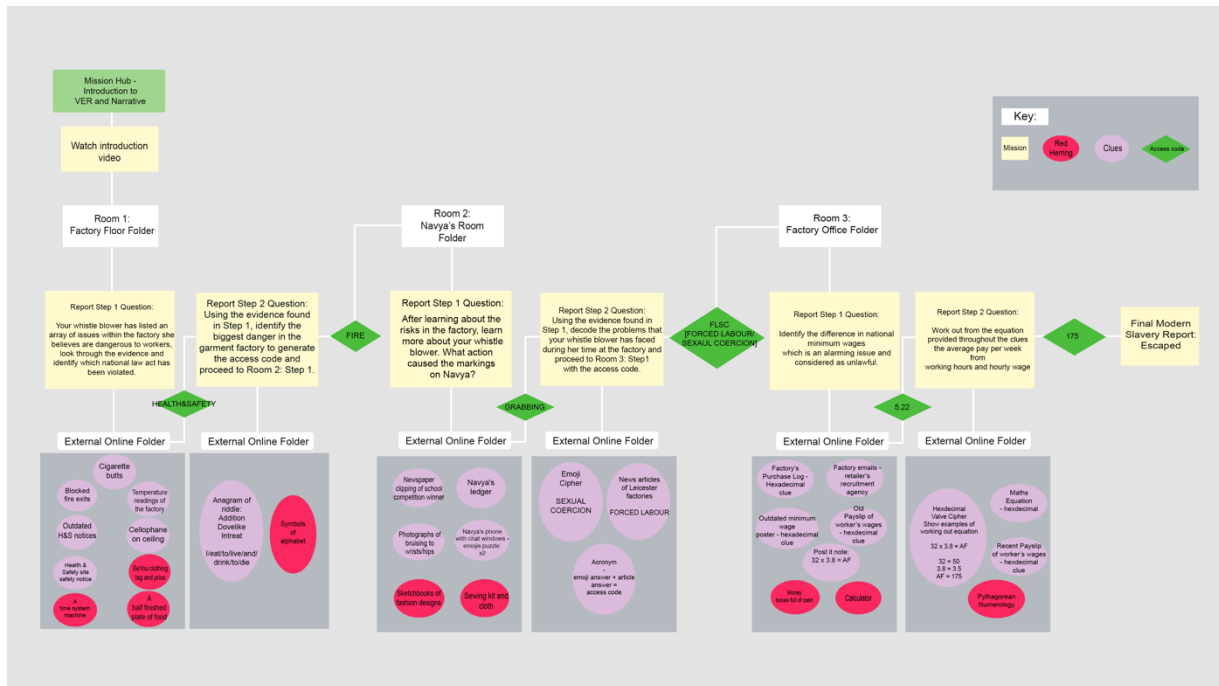 Mission Hub -
Introduction to
VER and Narrative
Watch introduction
video
Key:
Mission
Red
Herring
Clues
Access code
Room 1:
Factory Floor Folder
Room 2:
Navya's Room
Folder
Room 3:
Factory Office Folder
Report Step 1 Question:
Your whistle blower has listed an
array of issues within the factory she
believes are dangerous to workers,
look through the evidence and
identify which national law act has
been violated.
HEALTH&SAFETY
Report Step 2 Question:
Using the evidence found
in Step 1, identify the
biggest danger in the
garment factory to generate
the access code and
proceed to Room 2: Step 1.
FIRE
Report Step 1 Question:
After learning about the
risks in the factory, learn
more about your whistle
blower. What action
caused the markings
on Navya?
GRABBING
Report Step 2 Question:
Using the evidence found in
Step 1, decode the problems that
your whistle blower has faced
during her time at the factory and
proceed to Room 3: Step1
with the access code.
FLSC
[FORCED LABOUR/
SEXAUL COERCION]
Report Step 1 Question:
Identify the difference in national
minimum wages
which is an alarming issue and
considered as unlawful.
5.22
Report Step 2 Question:
Work out from the equation
provided throughout the clues
the average pay per week
from
working hours and hourly wage
175
Final Modern
Slavery Report:
Escaped
External Online Folder
Cigarette
butts
Blocked
fire exits
Temperature
readings of the
factory
Outdated
H&S notices
Cellophane
on ceiling
Health &
Safety site
safety notice
BeYou clothing
tag and price
A
time system
machine
A
half finished
plate of food
External Online Folder
Anagram of
riddle:
Addition
Dovelike
Intreat
I/eat/to/live/and/
drink/to/die
Symbols
of
alphabet
External Online Folder
Newspaper
clipping of school
competition winner
Navya's
ledger
Photographs of
bruising to
wrists/hips
Navya's phone
with chat windows -
emojis puzzle
x2
Sketchbooks of
fashion designs
Sewing kit and
cloth
External Online Folder
Emoji
Cipher
SEXUAL
COERCION
News articles
of Leicester
factories
FORCED LABOUR
Acronym
-
emoji answer + article
answer =
access code
External Online Folder
Factory's
Purchase Log -
Hexadecimal
clue
Factory emails -
retailer's
recruitment
agency
Outdated minimum
wage
poster - hexadecimal
clue
Old
Payslip of
worker's wages
- hexadecimal
clue
Post it note:
32 x 3.8 = AF
Money
boxes full of cash
Calculator
External Online Folder
Hexdecimal
Valve Cipher
Show examples of
working out equation
32 x 3.8 = AF
32 = 50
3.8 = 3.5
AF = 175
Maths
Equation
- hexdecimal
Recent Payslip
of worker's wages -
hexadecimal
clue
Pythagorean
Numerology